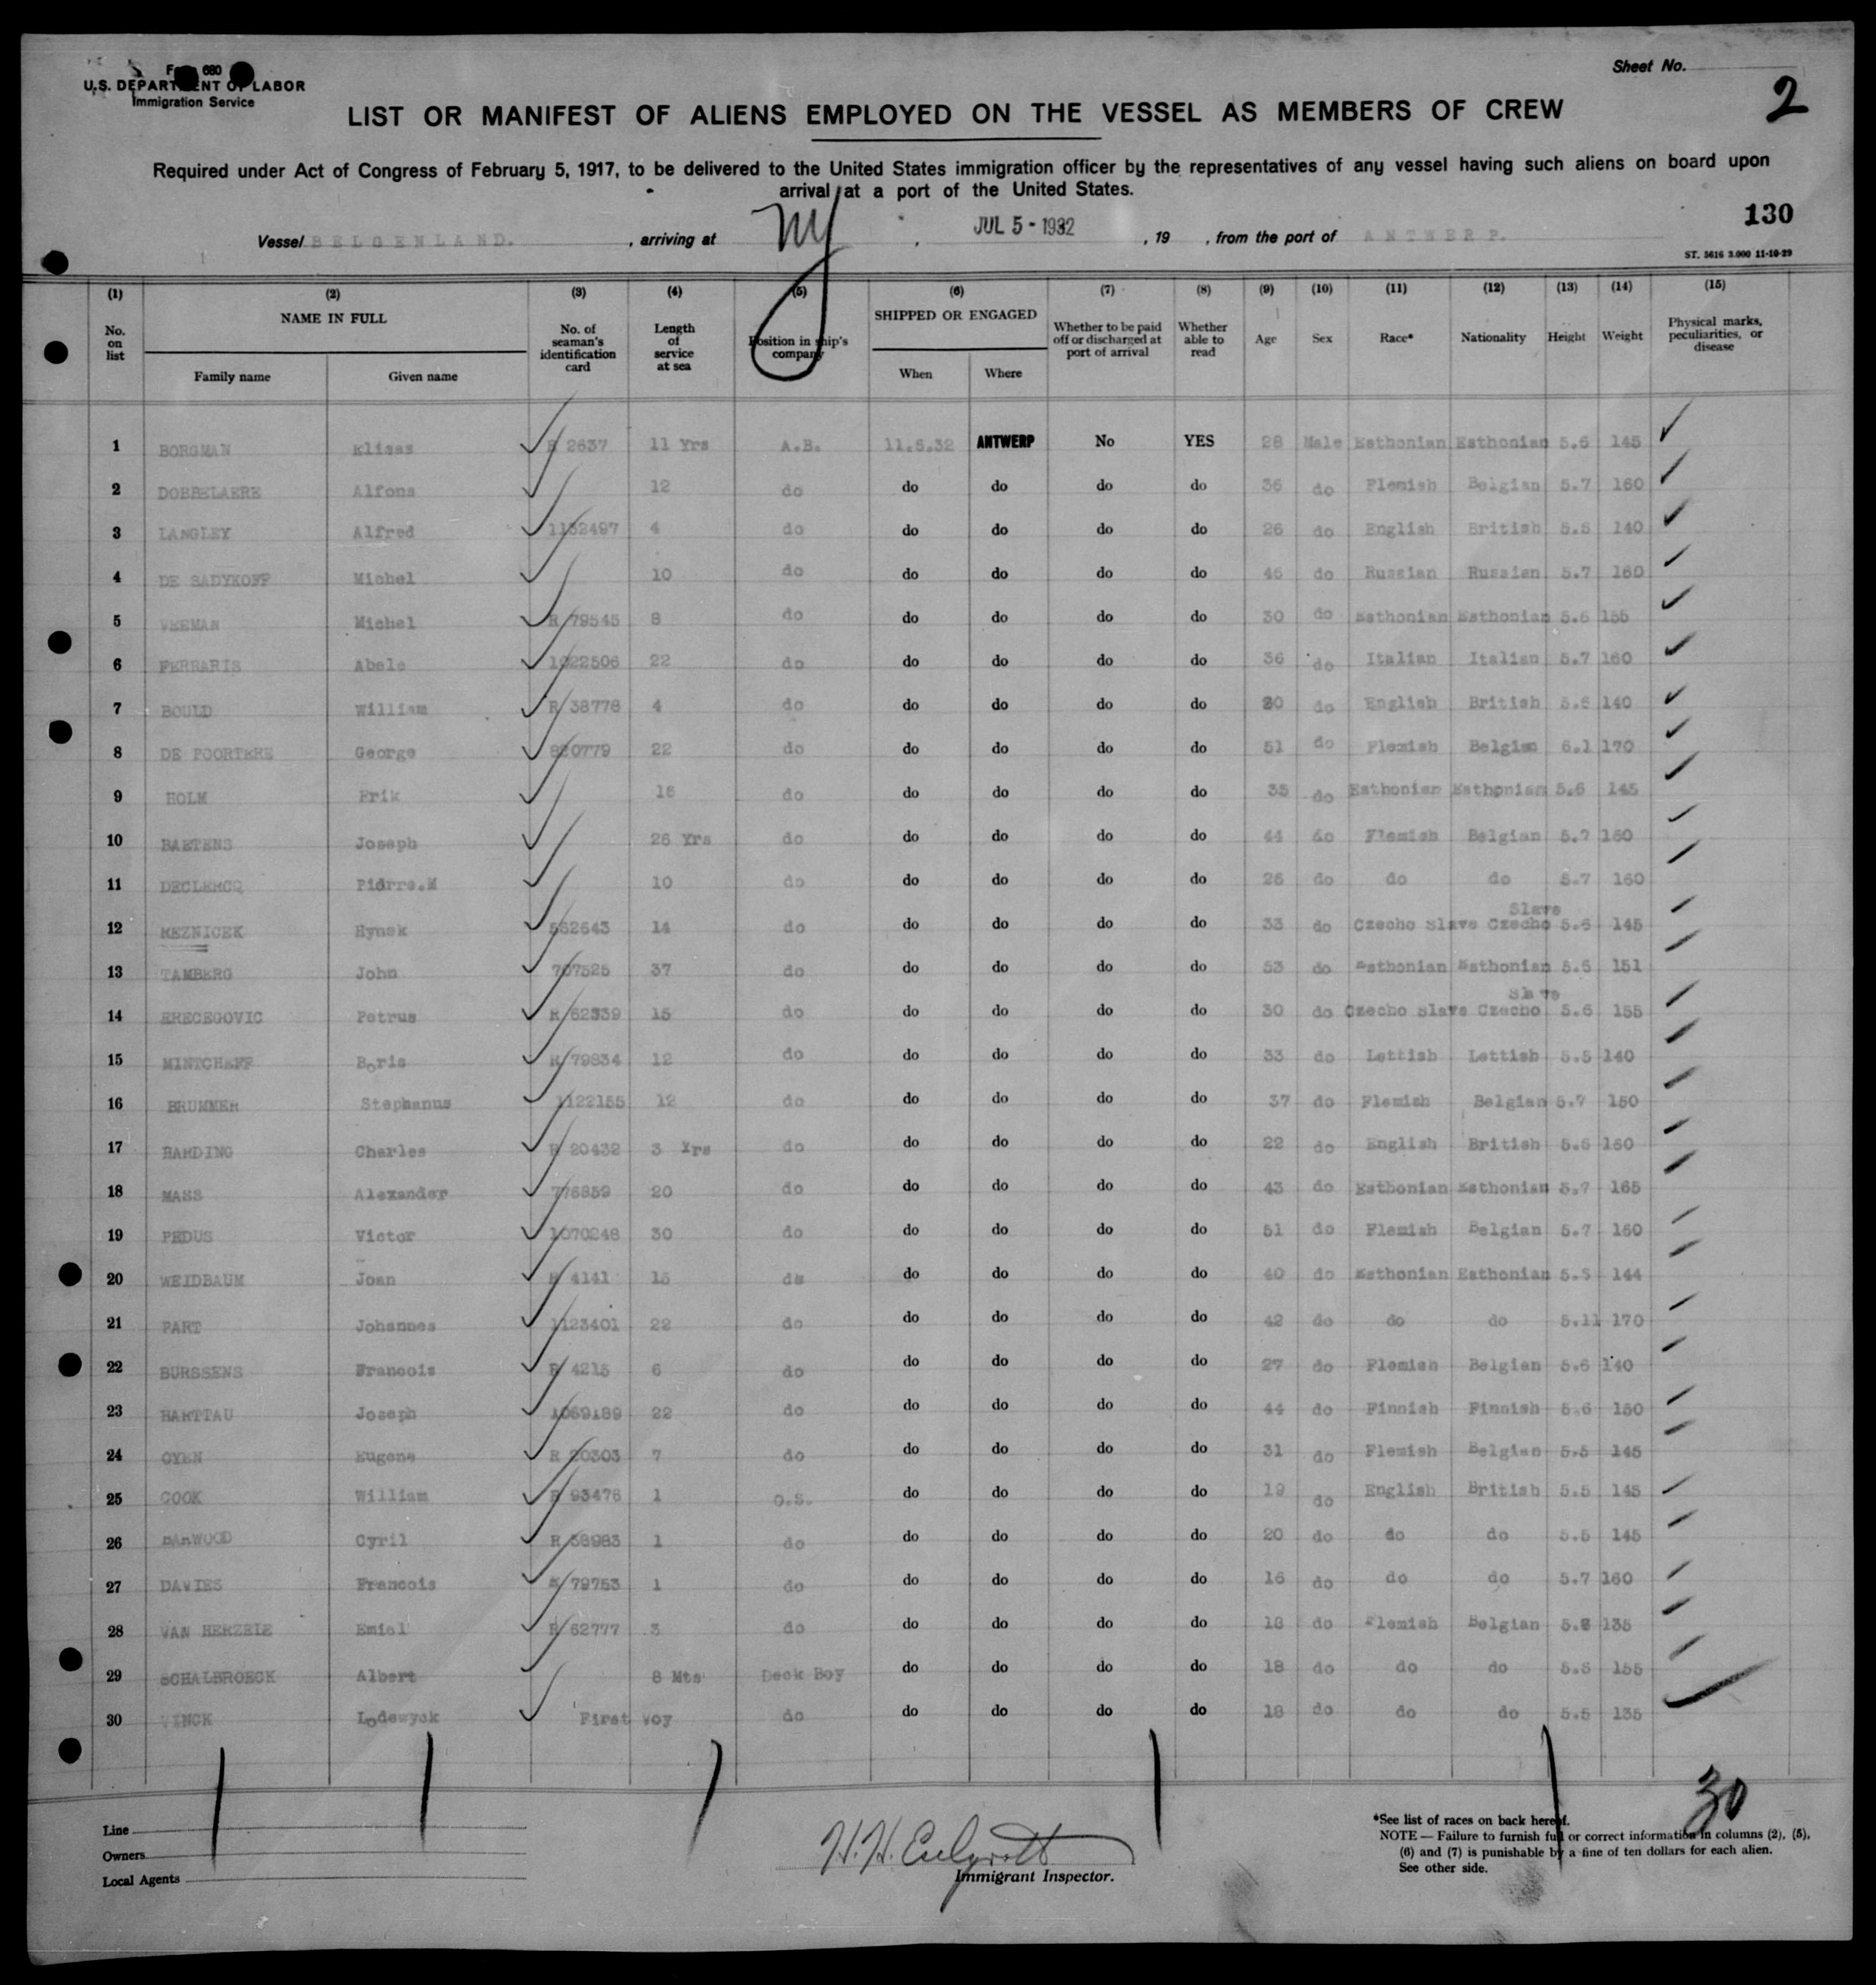 Form 680
U.S. DEPARTMENT OF LABOR
Immigration Service
Sheet No.
2
LIST OR MANIFEST OF ALIENS EMPLOYED ON THE VESSEL AS MEMBERS OF CREW
Required under Act of Congress of February 5, 1917, to be delivered to the United States immigration officer by the representatives of any vessel having such aliens on board upon
arrival at a port of the United States.
130
Vessel BELGENLAND. , arriving at NY , JUL 5 - 1932 , 19 , from the port of ANTWERP.
ST. 5616 3.000 11-10-29
(1) (2) (3) (4) (5) (6) (7) (8) (9) (10) (11) (12) (13) (14) (15)
No. on list NAME IN FULL Family name Given name No. of seaman's identification card Length of service at sea Position in ship's company SHIPPED OR ENGAGED When Where Whether to be paid off or discharged at port of arrival Whether able to read Age Sex Race* Nationality Height Weight Physical marks, peculiarities, or disease
1 BORGMAN R 2637 11 Yrs A.B. 11.5.32 ANTWERP No YES 28 Male Esthonian Esthonian 5.6 145
2 DOBBELAERE Alfons 12 do do do do do 36 do Flemish Belgian 5.7 160
3 LANGLEY Alfred 1152497 4 do do do do do 26 do English British 5.5 140
4 DE SADYKOFF Michel 10 do do do do do 45 do Russian Russian 5.7 160
5 VEEMAN Michel R 79545 8 do do do do do 30 do Esthonian Esthonian 5.6 155
6 FERRARIS Abele 1022506 22 do do do do do 36 do Italian Italian 5.7 160
7 BOULD William R 38778 4 do do do do do 20 do English British 5.5 140
8 DE POORTERE George 820779 22 do do do do do 51 do Flemish Belgian 6.1 170
9 HOLM Erik 16 do do do do do 35 do Esthonian Esthonian 5.6 145
10 BAETENS Joseph 26 Yrs do do do do do 44 do Flemish Belgian 5.7 160
11 DECLERCQ Pierre.M 10 do do do do do 26 do do do 5.7 160
12 REZNICEK Hynek 562643 14 do do do do do 33 do Czecho Slave Czecho Slave 5.6 145
13 TAMBERG John 707525 37 do do do do do 53 do Esthonian Esthonian 5.5 151
14 ERECEGOVIC Petrus R 62339 15 do do do do do 30 do Czecho Slave Czecho Slave 5.6 155
15 MINTCHEFF Boris R 79834 12 do do do do do 33 do Lettish Lettish 5.5 140
16 BRUMMER Stephanus 1122155 12 do do do do do 37 do Flemish Belgian 5.7 150
17 HARDING Charles R 20432 3 Yrs do do do do do 22 do English British 5.6 160
18 MASS Alexander 776859 20 do do do do do 43 do Esthonian Esthonian 5.7 165
19 PEDUS Victor 1070248 30 do do do do do 51 do Flemish Belgian 5.7 160
20 WEIDBAUM Joan R 4141 15 do do do do do 40 do Esthonian Esthonian 5.5 144
21 PART Johannes 1123401 22 do do do do do 42 do do do 5.11 170
22 BURSSENS Francois R 4215 6 do do do do do 27 do Flemish Belgian 5.6 140
23 HARTTAU Joseph 1069189 22 do do do do do 44 do Finnish Finnish 5.6 150
24 OYEN Eugene R 20303 7 do do do do do 31 do Flemish Belgian 5.5 145
25 COOK William R 93476 1 O.S. do do do do 19 do English British 5.5 145
26 Cyril R 38983 1 do do do do do 20 do do do 5.5 145
27 DAVIES Francois R 79753 1 do do do do do 16 do do do 5.7 160
28 VAN HERZELE Emiel R 62777 3 do do do do do 18 do Flemish Belgian 135
29 SCHALBROECK Albert 8 Mts Deck Boy do do do do 18 do do do 5.5 155
30 VINCK Lodewyck First Voy do do do do do 18 do do do 5.5 135
30
Line
Owners
Local Agents
Immigrant Inspector.
*See list of races on back hereof.
NOTE — Failure to furnish full or correct information in columns (2), (5),
(6) and (7) is punishable by a fine of ten dollars for each alien.
See other side.